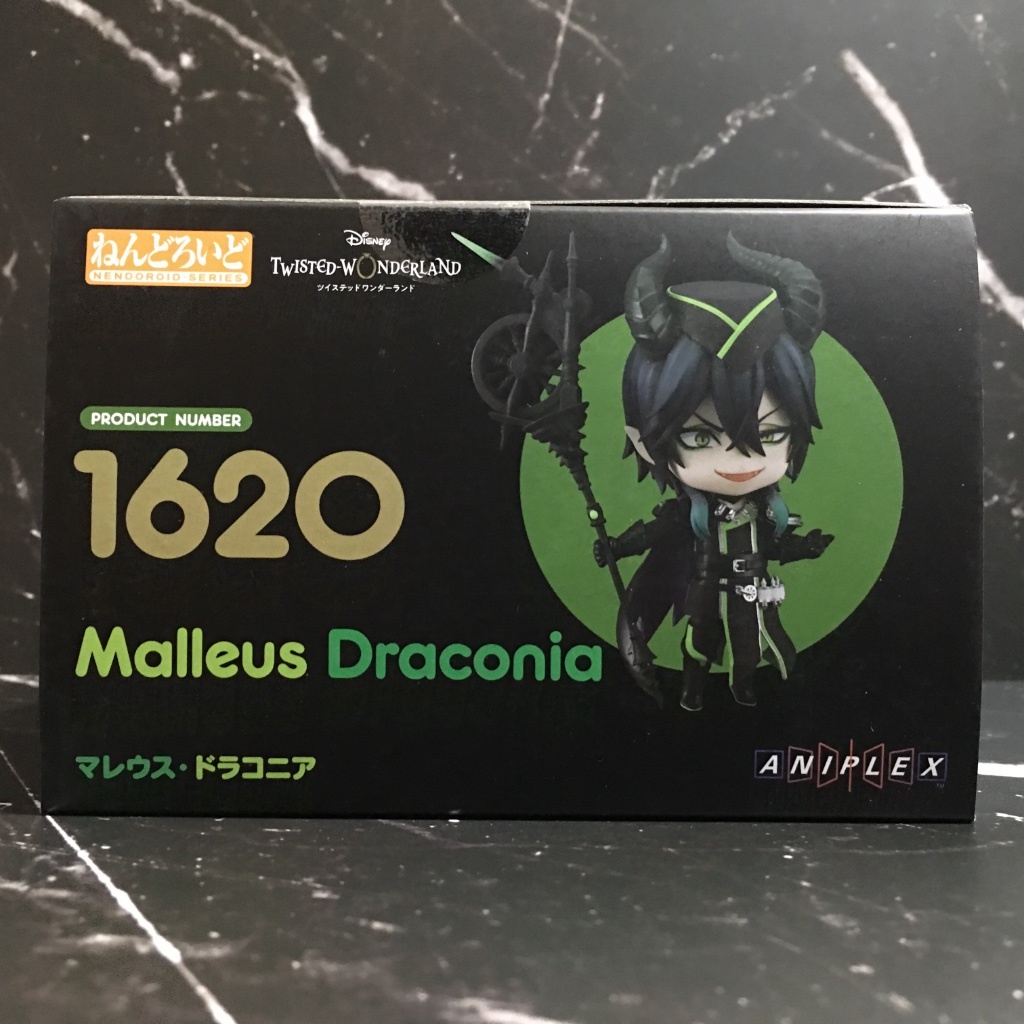 ねんどろいど
NENDOROID SERIES
Disney
TWISTED-WONDERLAND
ツイステッドワンダーランド
PRODUCT NUMBER
1620
Malleus Draconia
マレウス・ドラコニア
ANIPLEX